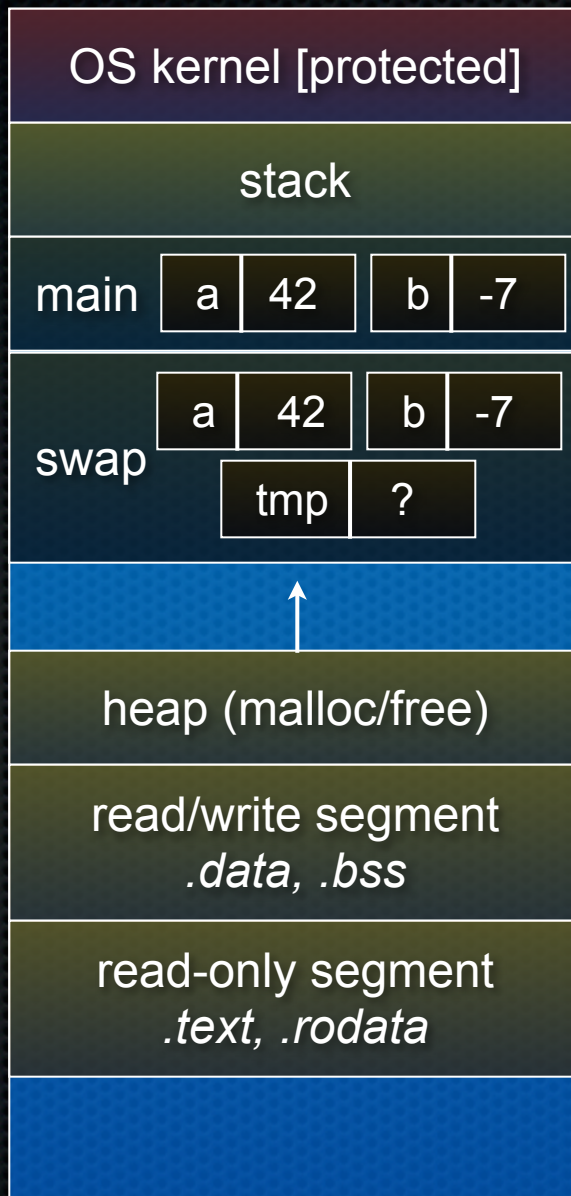 OS kernel [protected]
stack
main a 42 b -7
swap a 42 b -7
tmp ?
heap (malloc/free)
read/write segment
.data, .bss
read-only segment
.text, .rodata